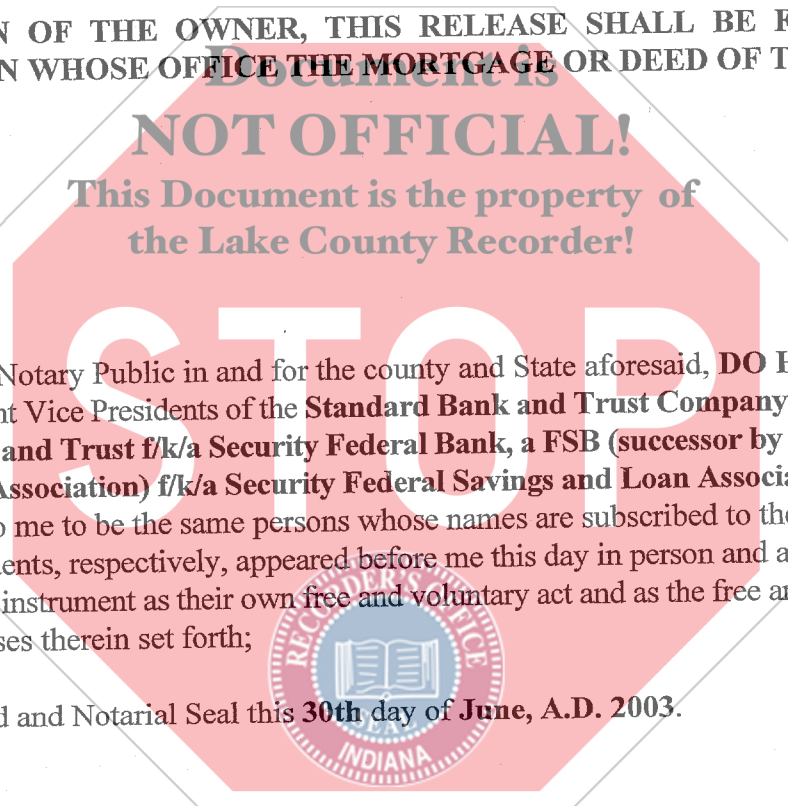 N OF THE OWNER, THIS RELEASE SHALL BE F
N WHOSE OFFICE THE MORTGAGE OR DEED OF T
Document is
NOT OFFICIAL!
This Document is the property of
the Lake County Recorder!
STOP
Notary Public in and for the county and State aforesaid, DO H
nt Vice Presidents of the Standard Bank and Trust Company
and Trust f/k/a Security Federal Bank, a FSB (successor by
Association) f/k/a Security Federal Savings and Loan Associa
o me to be the same persons whose names are subscribed to the
ents, respectively, appeared before me this day in person and a
instrument as their own free and voluntary act and as the free an
ses therein set forth;
d and Notarial Seal this 30th day of June, A.D. 2003.
RECORDER'S OFFICE
SEAL
INDIANA